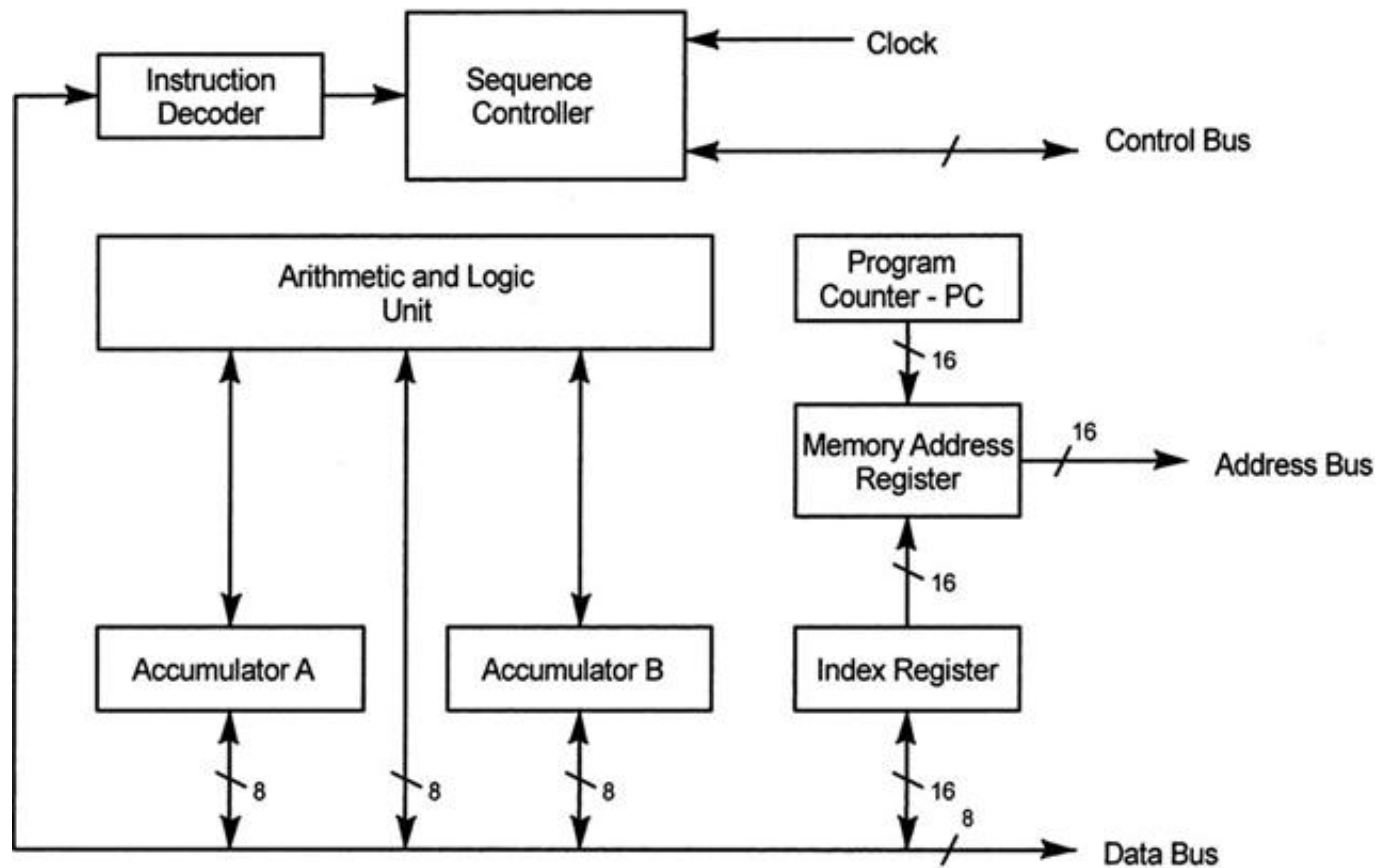 Instruction
Decoder
Sequence
Controller
Clock
Control Bus
Arithmetic and Logic
Unit
Program
Counter - PC
16
Memory Address
Register
16
Address Bus
16
Accumulator A
Accumulator B
Index Register
8
8
8
16
8
Data Bus